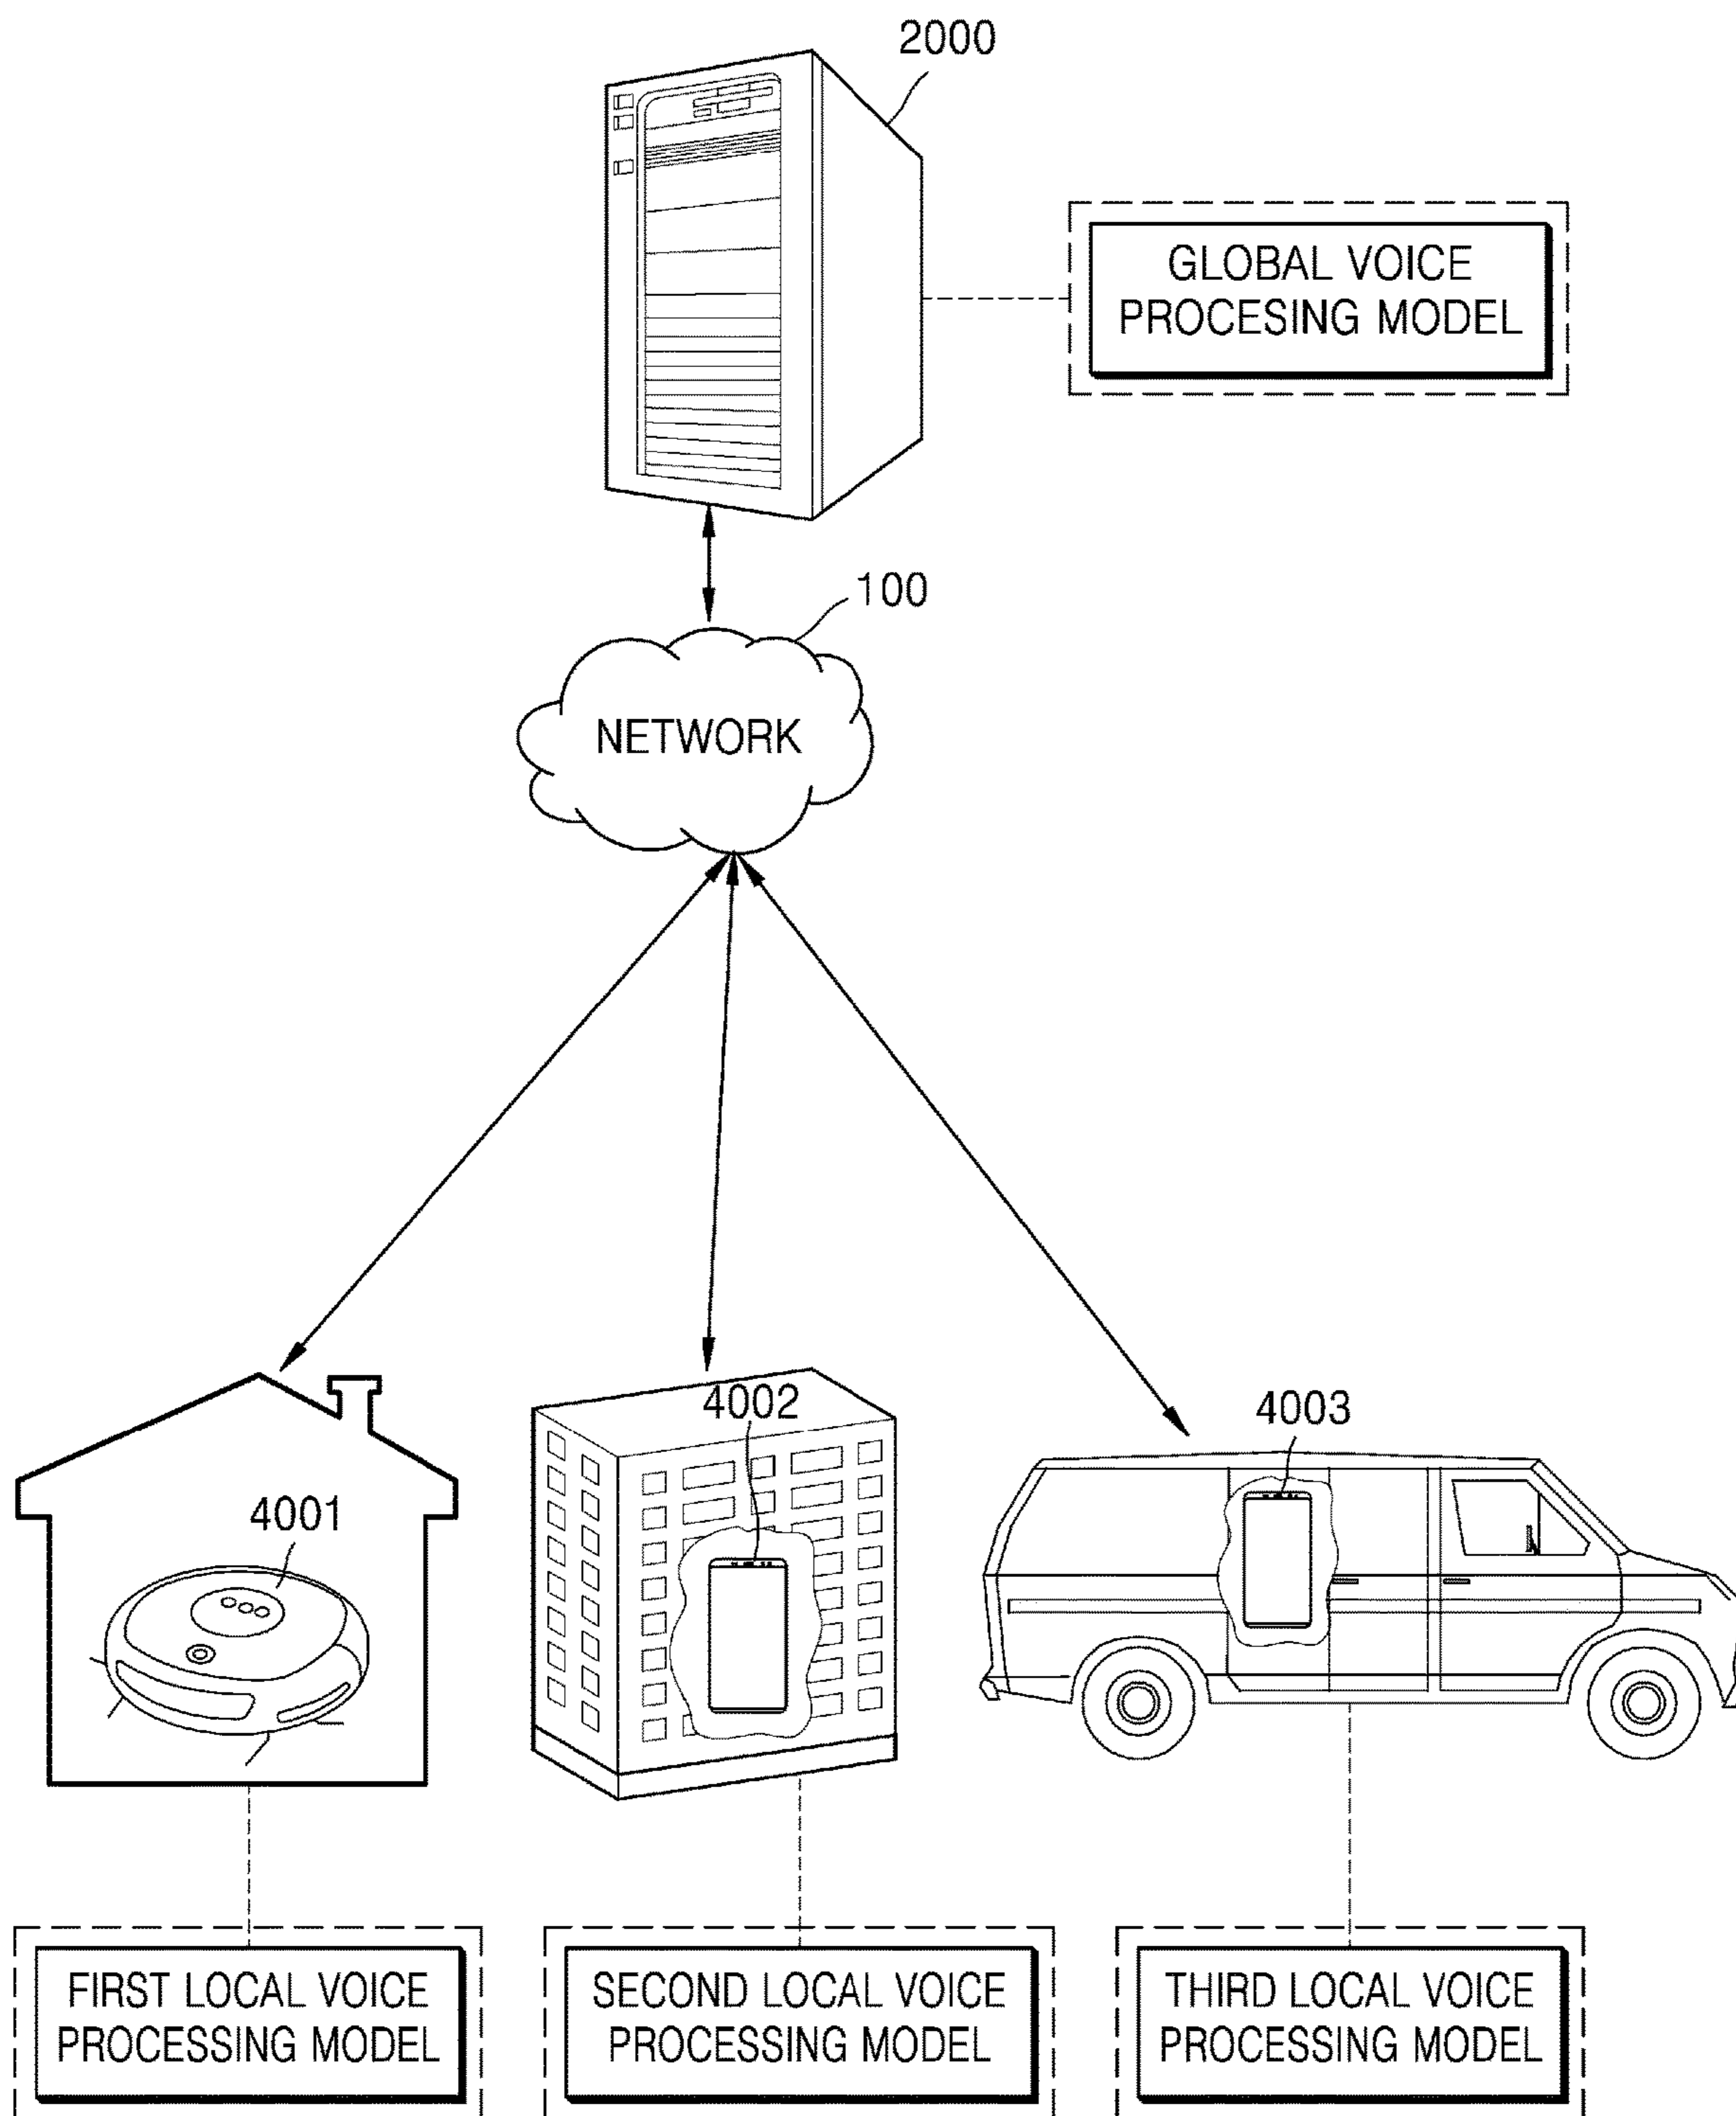 2000
GLOBAL VOICE
PROCESING MODEL
100
NETWORK
4002
4003
4001
FIRST LOCAL VOICE
PROCESSING MODEL
SECOND LOCAL VOICE
PROCESSING MODEL
THIRD LOCAL VOICE
PROCESSING MODEL